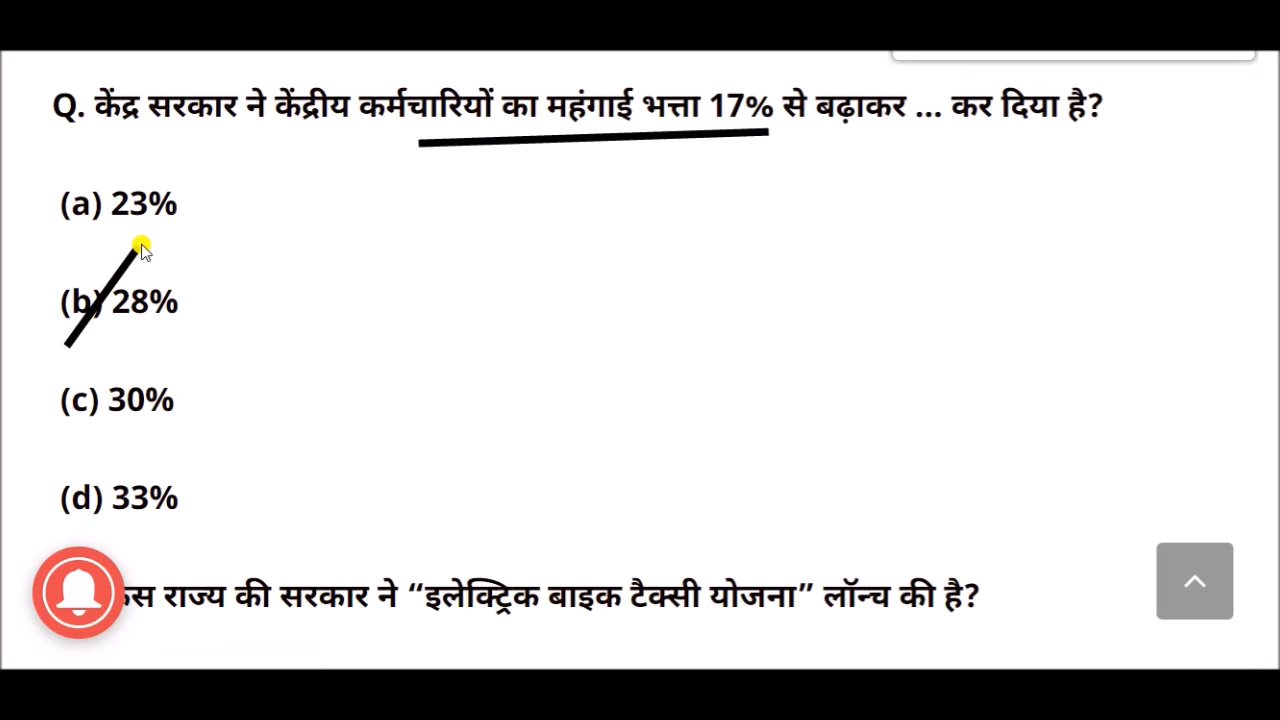 Q. केंद्र सरकार ने केंद्रीय कर्मचारियों का महंगाई भत्ता 17% से बढ़ाकर ... कर दिया है?
(a) 23%
(b) 28%
(c) 30%
(d) 33%
राज्य की सरकार ने “इलेक्ट्रिक बाइक टैक्सी योजना” लॉन्च की है?